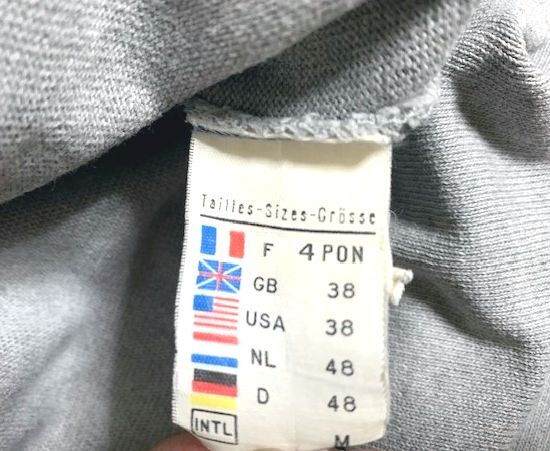 Tailles-Sizes-Grösse
F 4 PON
GB 38
USA 38
NL 48
D 48
INTL M